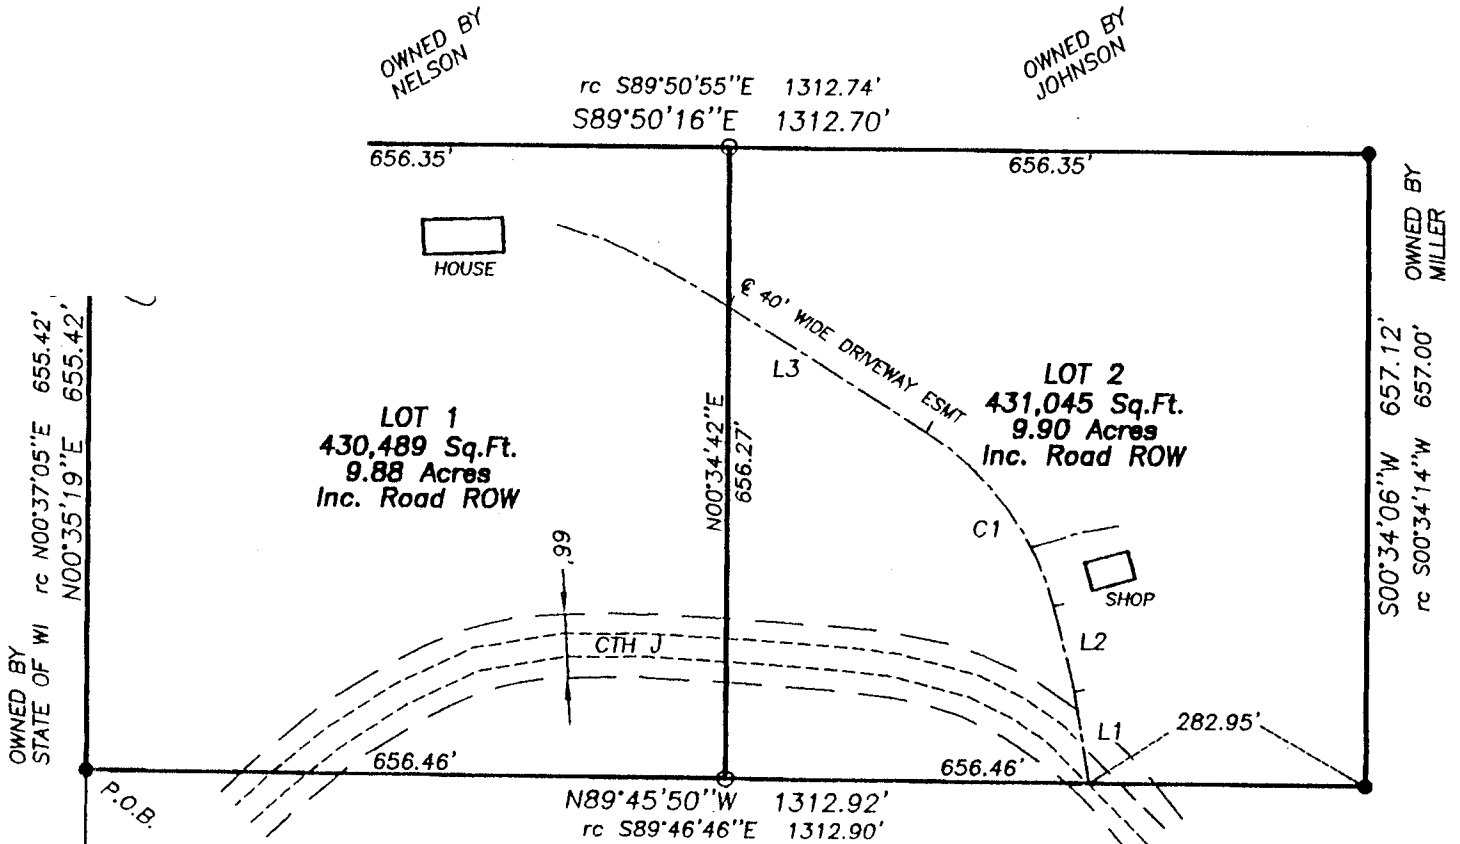 OWNED BY
NELSON
OWNED BY
JOHNSON
rc S89°50'55"E 1312.74'
S89°50'16"E 1312.70'
656.35'
656.35'
HOUSE
OWNED BY
MILLER
℄ 40' WIDE DRIVEWAY ESMT
L3
LOT 1
430,489 Sq.Ft.
9.88 Acres
Inc. Road ROW
LOT 2
431,045 Sq.Ft.
9.90 Acres
Inc. Road ROW
N00°34'42"E
656.27'
rc N00°37'05"E 655.42'
N00°35'19"E 655.42'
S00°34'06"W 657.12'
rc S00°34'14"W 657.00'
OWNED BY
STATE OF WI
C1
66'
SHOP
CTH J
L2
L1
282.95'
656.46'
656.46'
P.O.B.
N89°45'50"W 1312.92'
rc S89°46'46"E 1312.90'